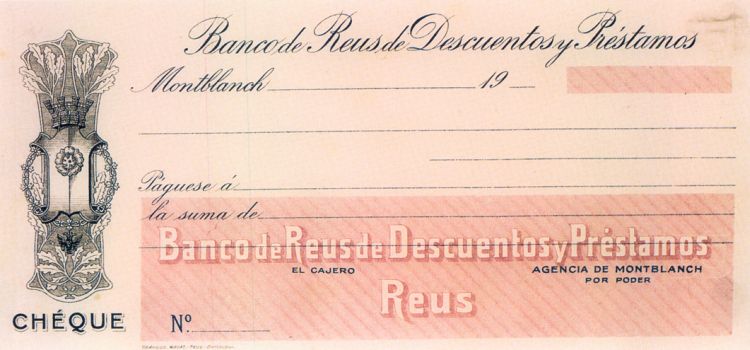 Banco de Reus de Descuentos y Préstamos
Montblanch 19
Páguese á
la suma de
Banco de Reus de Descuentos y Préstamos
EL CAJERO
AGENCIA DE MONTBLANCH
POR PODER
Reus
CHÉQUE
Nº